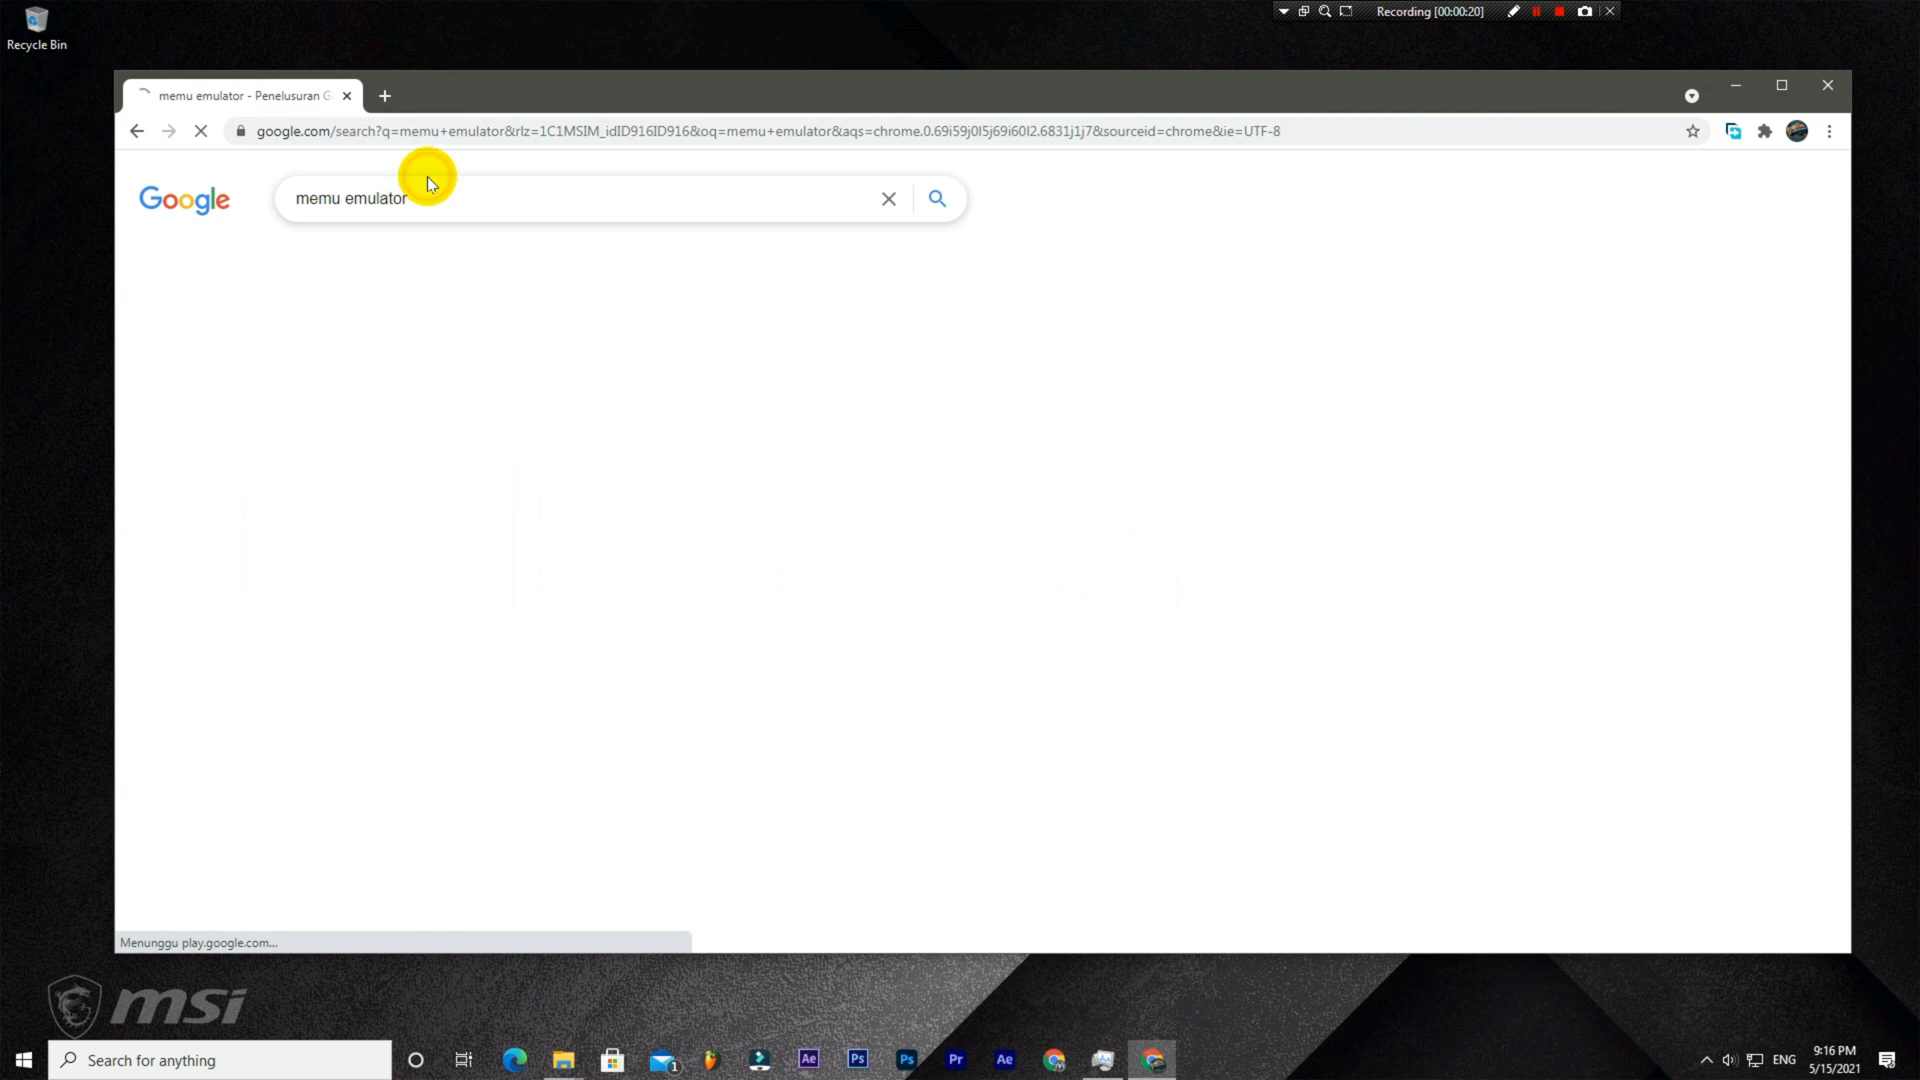 Recycle Bin
Recording [00:00:20]
memu emulator - Penelusuran G
google.com/search?q=memu+emulator&rlz=1C1MSIM_idID916ID916&oq=memu+emulator&aqs=chrome.0.69i59j0l5j69i60l2.6831j1j7&sourceid=chrome&ie=UTF-8
Google
memu emulator
Menunggu play.google.com...
msi
Search for anything
1
Ae
Ps
Ps
Pr
Ae
M
ENG
9:16 PM
5/15/2021